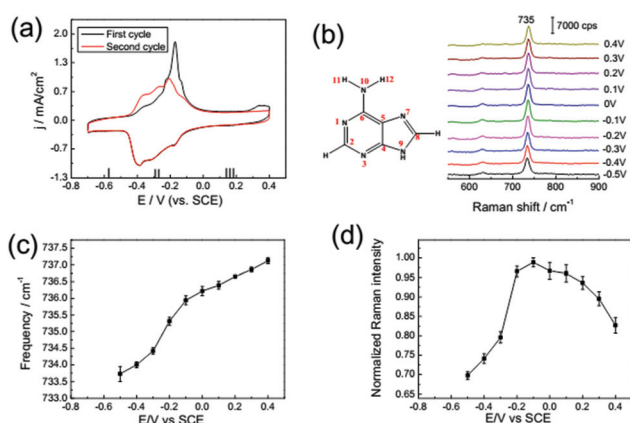 (a)
First cycle
Second cycle
2.1
1.4
0.7
0.0
-0.7
1.3
j / mA/cm²
-0.8 -0.6 -0.4 -0.2 0.0 0.2 0.4
E / V (vs. SCE)
(b)
H H
11 10 12
N
6
N 1 5 N 7
2 4 8
H N 3 N 9 H
H
735
7000 cps
0.4V
0.3V
0.2V
0.1V
0V
-0.1V
-0.2V
-0.3V
-0.4V
-0.5V
600 700 800 900
Raman shift / cm⁻¹
(c)
737.5
737.0
736.5
736.0
735.5
735.0
734.5
734.0
733.5
733.0
Frequency / cm⁻¹
-0.8 -0.6 -0.4 -0.2 0.0 0.2 0.4 0.6
E/V vs SCE
(d)
1.00
0.95
0.90
0.85
0.80
0.75
0.70
0.65
Normalized Raman intensity
-0.8 -0.6 -0.4 -0.2 0.0 0.2 0.4 0.6
E/V vs SCE